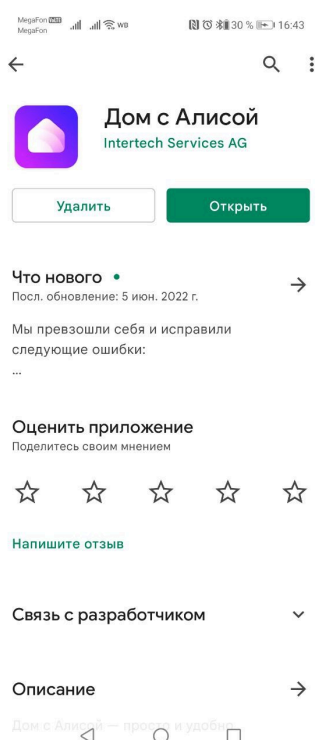 MegaFon VoLTE
MegaFon
WB
30 % 16:43
Дом с Алисой
Intertech Services AG
Удалить
Открыть
Что нового •
Посл. обновление: 5 июн. 2022 г.
Мы превзошли себя и исправили
следующие ошибки:
...
Оценить приложение
Поделитесь своим мнением
Напишите отзыв
Связь с разработчиком
Описание
Дом с Алисой — просто и удобно